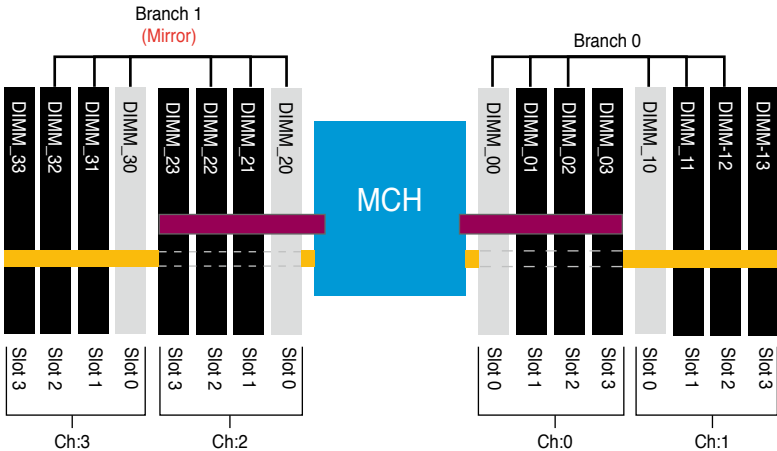 Branch 1
(Mirror)
Branch 0
DIMM_33
DIMM_32
DIMM_31
DIMM_30
DIMM_23
DIMM_22
DIMM_21
DIMM_20
MCH
DIMM_00
DIMM_01
DIMM_02
DIMM_03
DIMM_10
DIMM_11
DIMM-12
DIMM-13
Slot 3
Slot 2
Slot 1
Slot 0
Slot 3
Slot 2
Slot 1
Slot 0
Slot 0
Slot 1
Slot 2
Slot 3
Slot 0
Slot 1
Slot 2
Slot 3
Ch:3
Ch:2
Ch:0
Ch:1